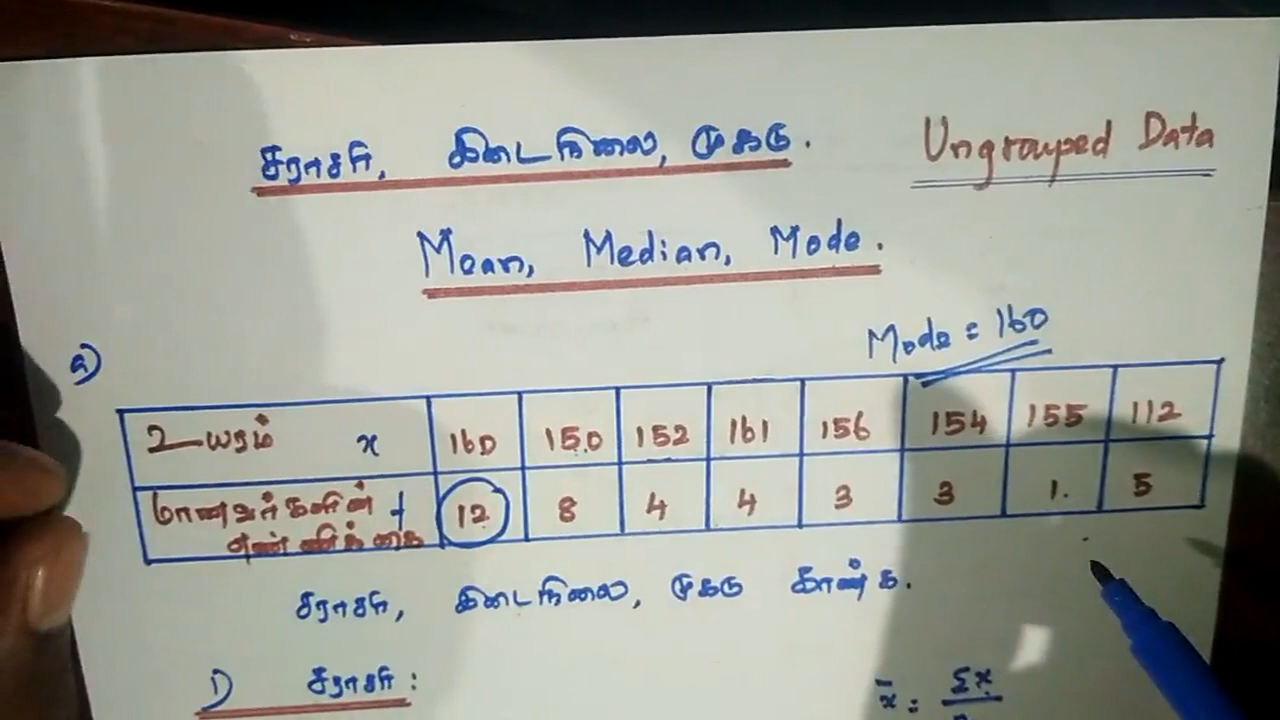 சராசரி, இடைநிலை, முகடு.
Ungrouped Data
Mean, Median, Mode.
Mode = 160
a)
உயரம் x 160 150 152 161 156 154 155 112
மாணவர்களின் எண்ணிக்கை f 12 8 4 4 3 3 1 5
சராசரி, இடைநிலை, முகடு காண்க.
1) சராசரி :
x̄ = Σx